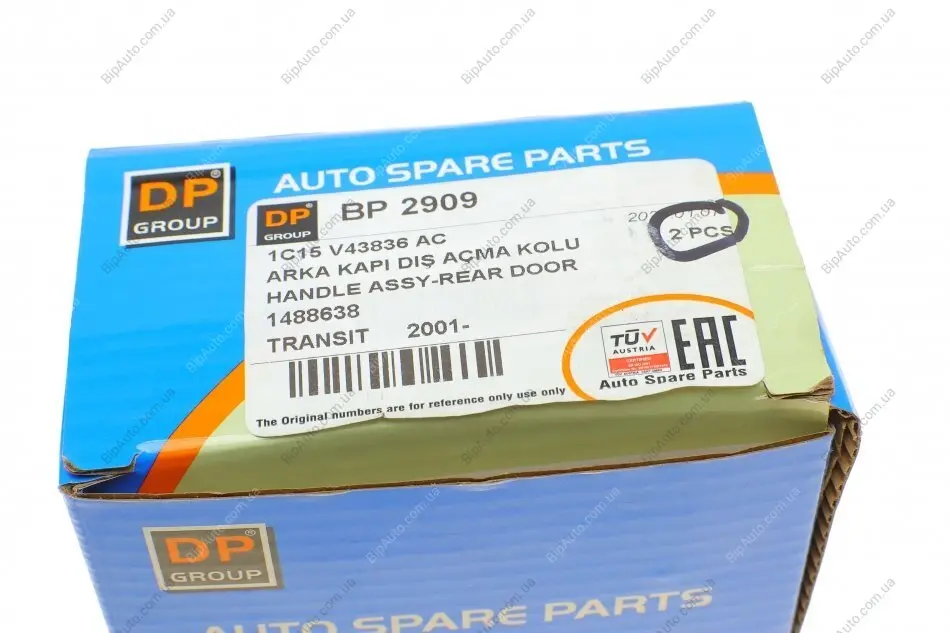 DP
GROUP
AUTO SPARE PARTS
DP
GROUP
BP 2909
2 PCS
1C15 V43836 AC
ARKA KAPI DIŞ AÇMA KOLU
HANDLE ASSY-REAR DOOR
1488638
TRANSIT 2001-
TÜV
AUSTRIA
EAC
Auto Spare Parts
The Original numbers are for reference only use only
DP
GROUP
AUTO SPARE PARTS
BipAuto.com.ua